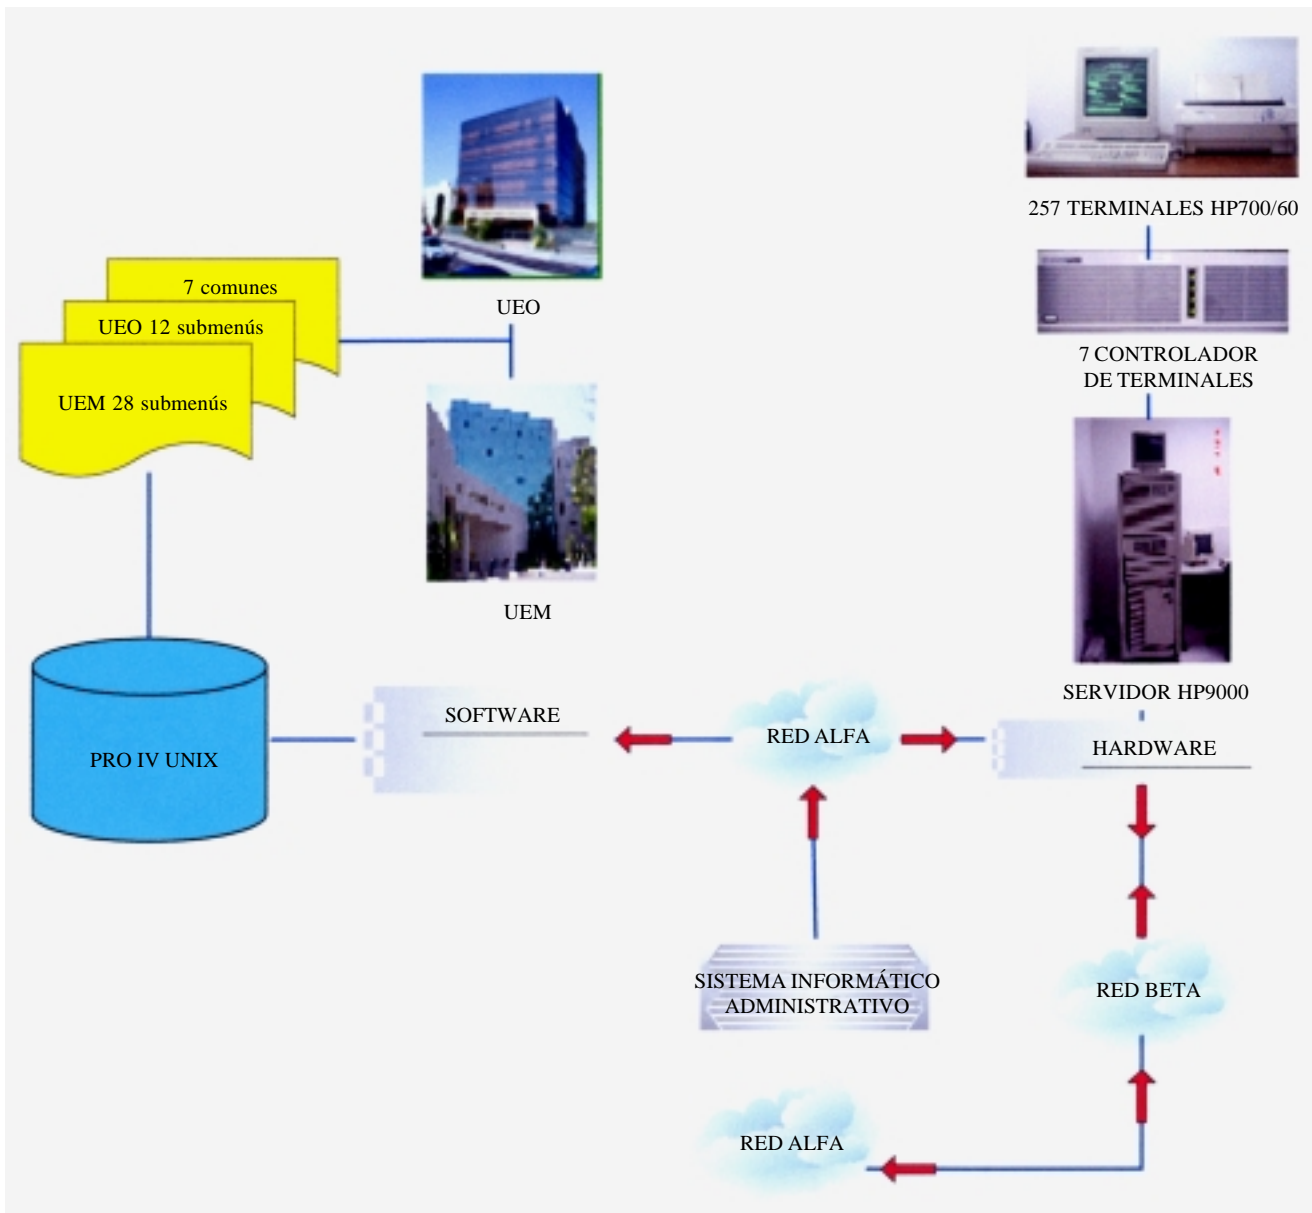 257 TERMINALES HP700/60
7 comunes
UEO 12 submenús
UEM 28 submenús
UEO
7 CONTROLADOR
DE TERMINALES
UEM
SERVIDOR HP9000
PRO IV UNIX
SOFTWARE
RED ALFA
HARDWARE
SISTEMA INFORMÁTICO
ADMINISTRATIVO
RED BETA
RED ALFA